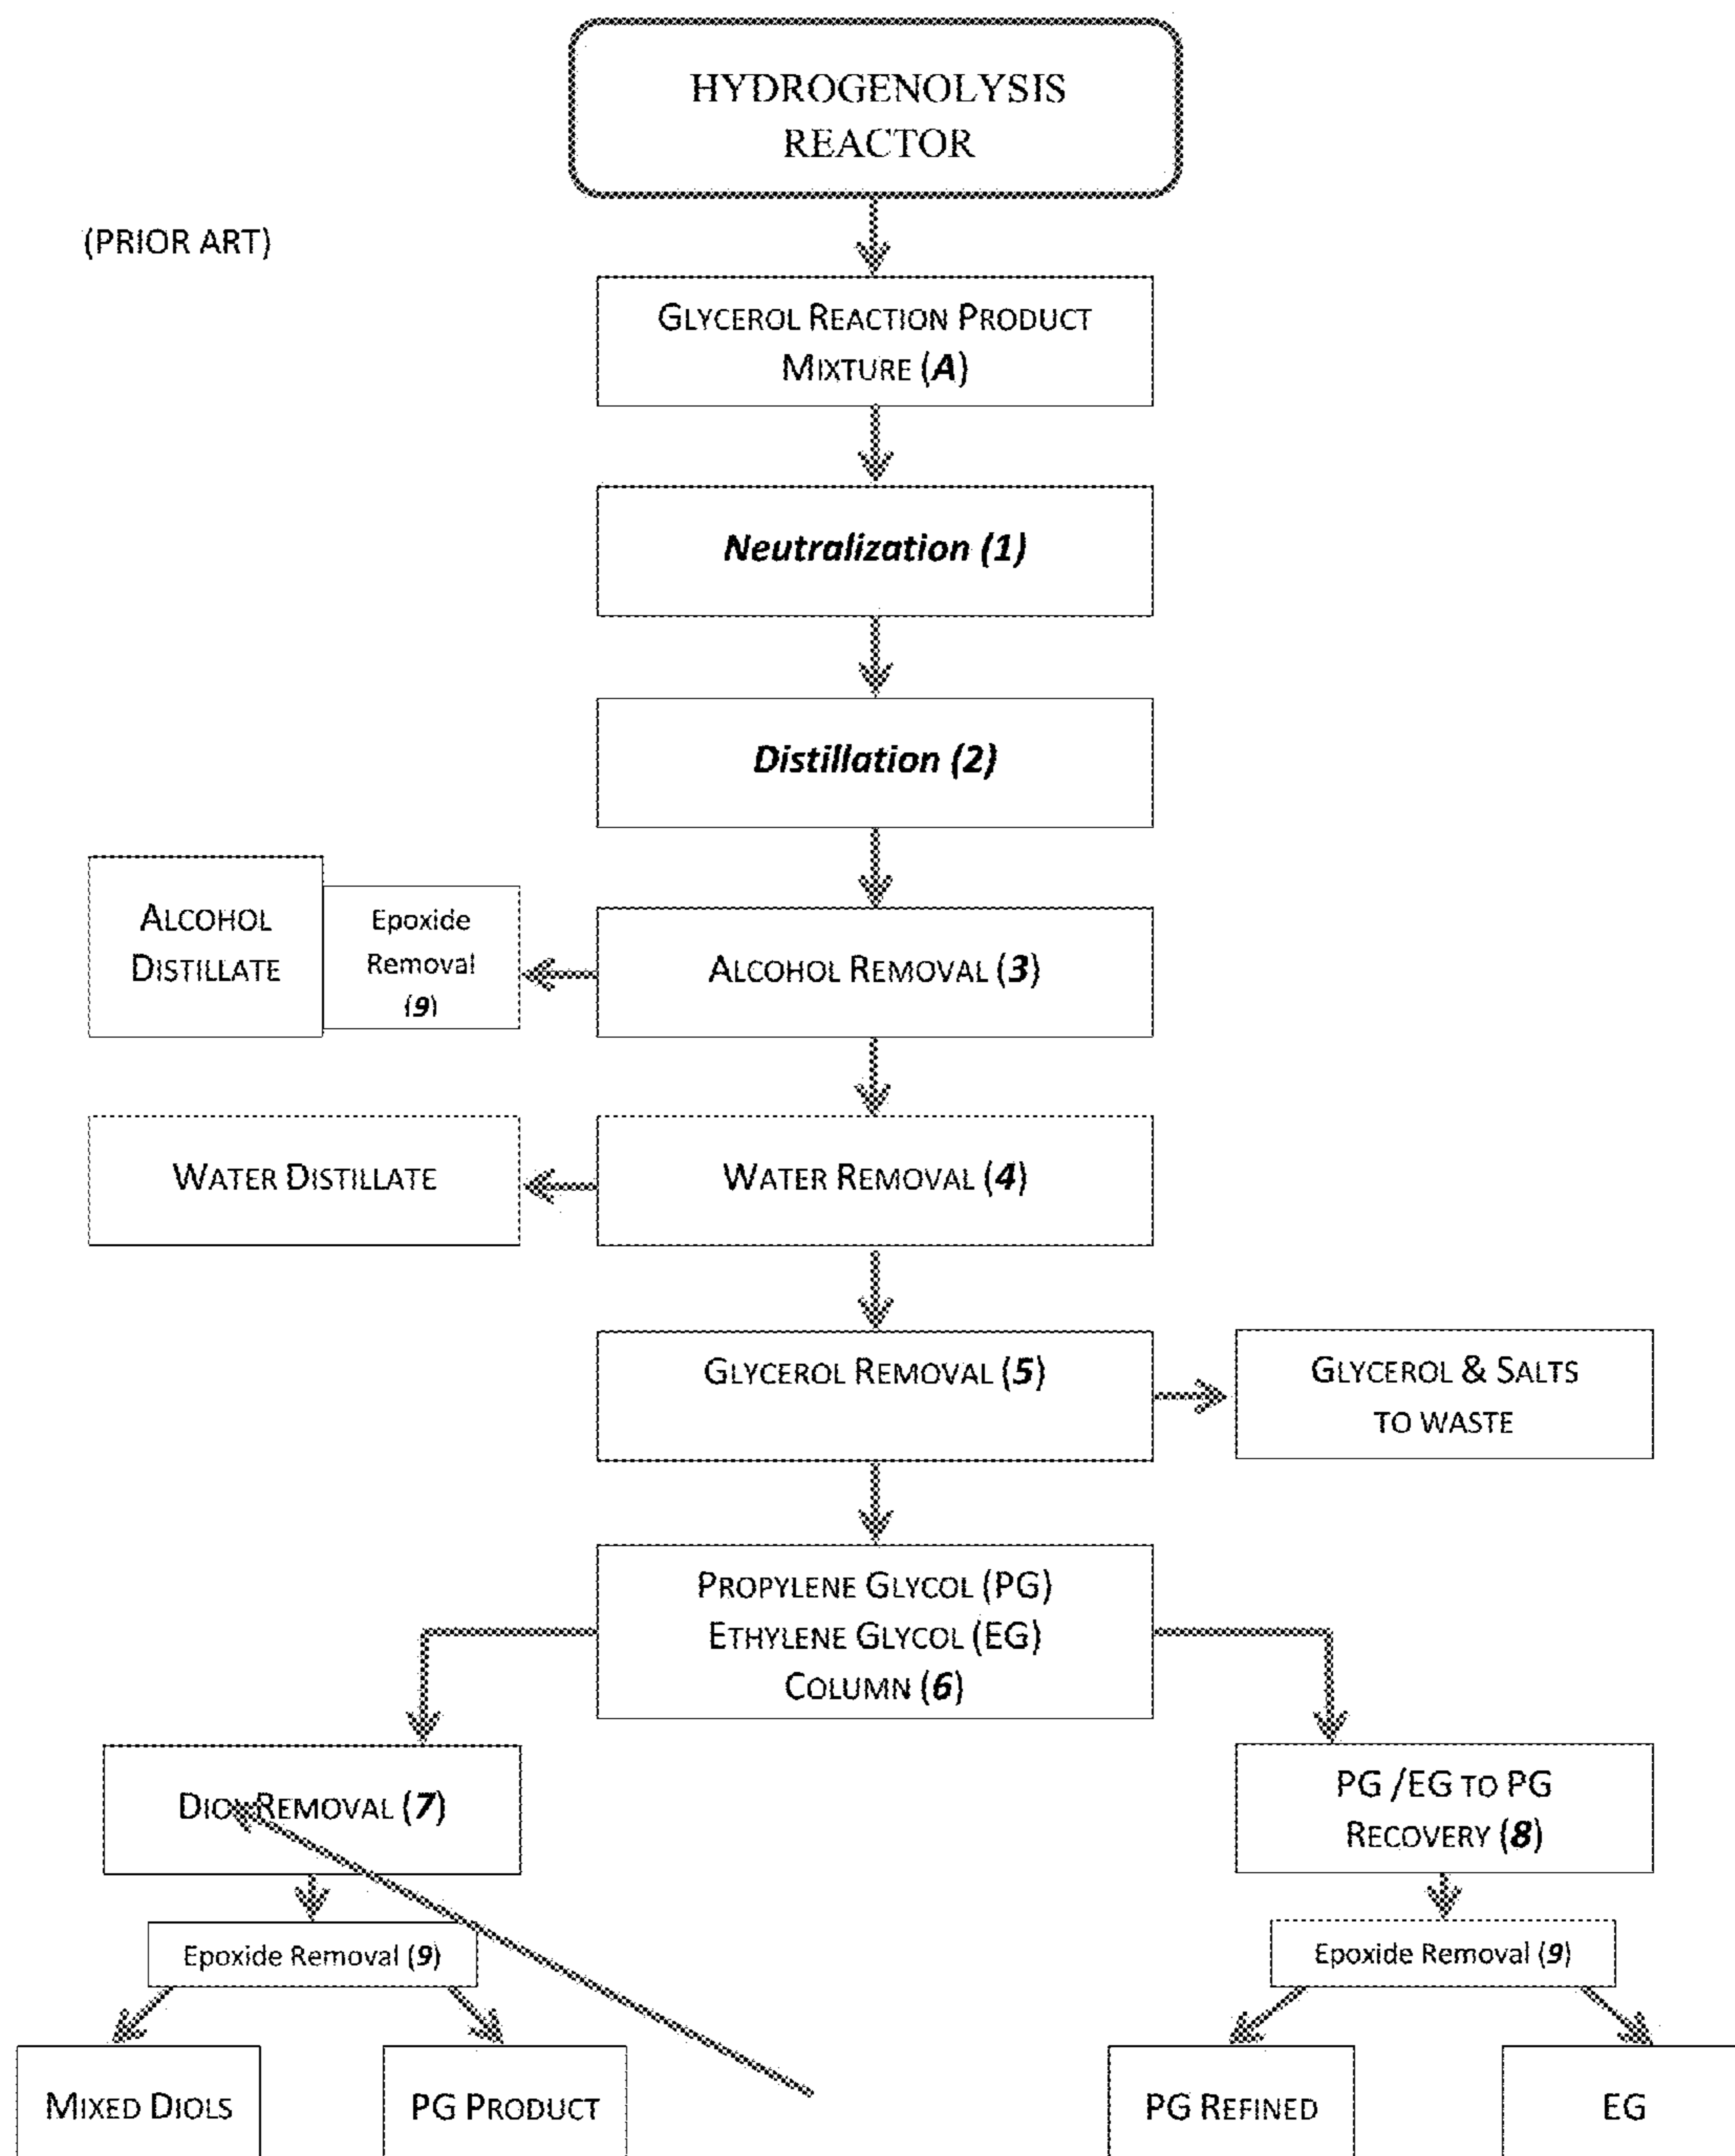 HYDROGENOLYSIS
REACTOR
(PRIOR ART)
GLYCEROL REACTION PRODUCT
MIXTURE (A)
Neutralization (1)
Distillation (2)
ALCOHOL
DISTILLATE
Epoxide
Removal
(9)
ALCOHOL REMOVAL (3)
WATER DISTILLATE
WATER REMOVAL (4)
GLYCEROL REMOVAL (5)
GLYCEROL & SALTS
TO WASTE
PROPYLENE GLYCOL (PG)
ETHYLENE GLYCOL (EG)
COLUMN (6)
DIOL REMOVAL (7)
PG /EG TO PG
RECOVERY (8)
Epoxide Removal (9)
Epoxide Removal (9)
MIXED DIOLS
PG PRODUCT
PG REFINED
EG